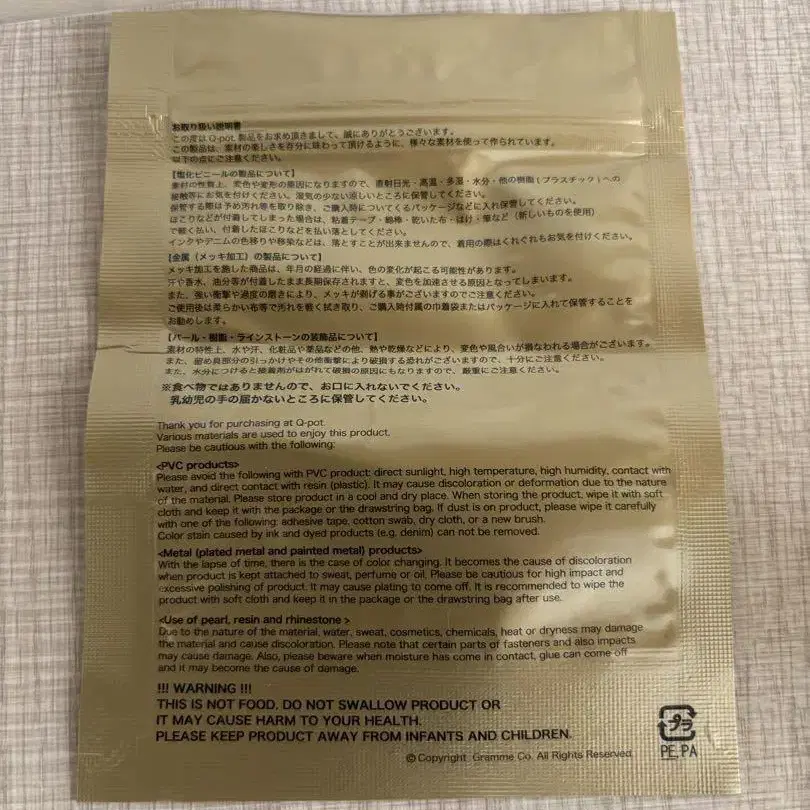 お取り扱い説明書
この度はQ-pot. 製品をお求め頂きまして、誠にありがとうございます。
この製品は、素材の楽しさを存分に味わって頂けるように、様々な素材を使って作られています。
以下の点にご注意ください。
【塩化ビニールの製品について】
素材の性質上、変色や変形の原因になりますので、直射日光・高温・多湿・水分・他の樹脂(プラスチック)への
接触等にお気を付けください。湿気の少ない涼しいところに保管してください。
保管する際は予め汚れ等を取り除き、ご購入時についてくるパッケージなどに入れ保管してください。
ほこりなどが付着してしまった場合は、粘着テープ・綿棒・乾いた布・はけ・筆など(新しいものを使用)
で軽く払い、付着したほこりなどを払い落としてください。
インクやデニムの色移りや移染などは、落とすことが出来ませんので、着用の際はくれぐれもお気を付けください。
【金属(メッキ加工)の製品について】
メッキ加工を施した商品は、年月の経過に伴い、色の変化が起こる可能性があります。
汗や香水、油分等が付着したまま長期保存されますと、変色を加速させる原因となってしまいます。
また、強い衝撃や過度の磨きにより、メッキが剥げる事がございますのでご注意ください。
ご使用後は柔らかい布等で汚れを軽く拭き取り、ご購入時付属の巾着袋またはパッケージに入れて保管することを
お勧めします。
【パール・樹脂・ラインストーンの装飾品について】
素材の特性上、水や汗、化粧品や薬品などの他、熱や乾燥などにより、変色や風合いが損なわれる場合がございます。
また、留め具部分の引っかけやその他衝撃により破損する恐れがございますので、十分にご注意ください。
また、水分につけると接着剤がはがれて破損の原因にもなりますので、厳重にご注意ください。
※食べ物ではありませんので、お口に入れないでください。
乳幼児の手の届かないところに保管してください。
Thank you for purchasing at Q-pot.
Various materials are used to enjoy this product.
Please be cautious with the following:
<PVC products>
Please avoid the following with PVC product: direct sunlight, high temperature, high humidity, contact with
water, and direct contact with resin (plastic). It may cause discoloration or deformation due to the nature
of the material. Please store product in a cool and dry place. When storing the product, wipe it with soft
cloth and keep it with the package or the drawstring bag. If dust is on product, please wipe it carefully
with one of the following: adhesive tape, cotton swab, dry cloth, or a new brush.
Color stain caused by ink and dyed products (e.g. denim) can not be removed.
<Metal (plated metal and painted metal) products>
With the lapse of time, there is the case of color changing. It becomes the cause of discoloration
when product is kept attached to sweat, perfume or oil. Please be cautious for high impact and
excessive polishing of product. It may cause plating to come off. It is recommended to wipe the
product with soft cloth and keep it in the package or the drawstring bag after use.
<Use of pearl, resin and rhinestone >
Due to the nature of the material, water, sweat, cosmetics, chemicals, heat or dryness may damage
the material and cause discoloration. Please note that certain parts of fasteners and also impacts
may cause damage. Also, please beware when moisture has come in contact, glue can come off
and it may become the cause of damage.
!!! WARNING !!!
THIS IS NOT FOOD. DO NOT SWALLOW PRODUCT OR
IT MAY CAUSE HARM TO YOUR HEALTH.
PLEASE KEEP PRODUCT AWAY FROM INFANTS AND CHILDREN.
© Copyright Gramme Co. All Rights Reserved
プラ
PE,PA